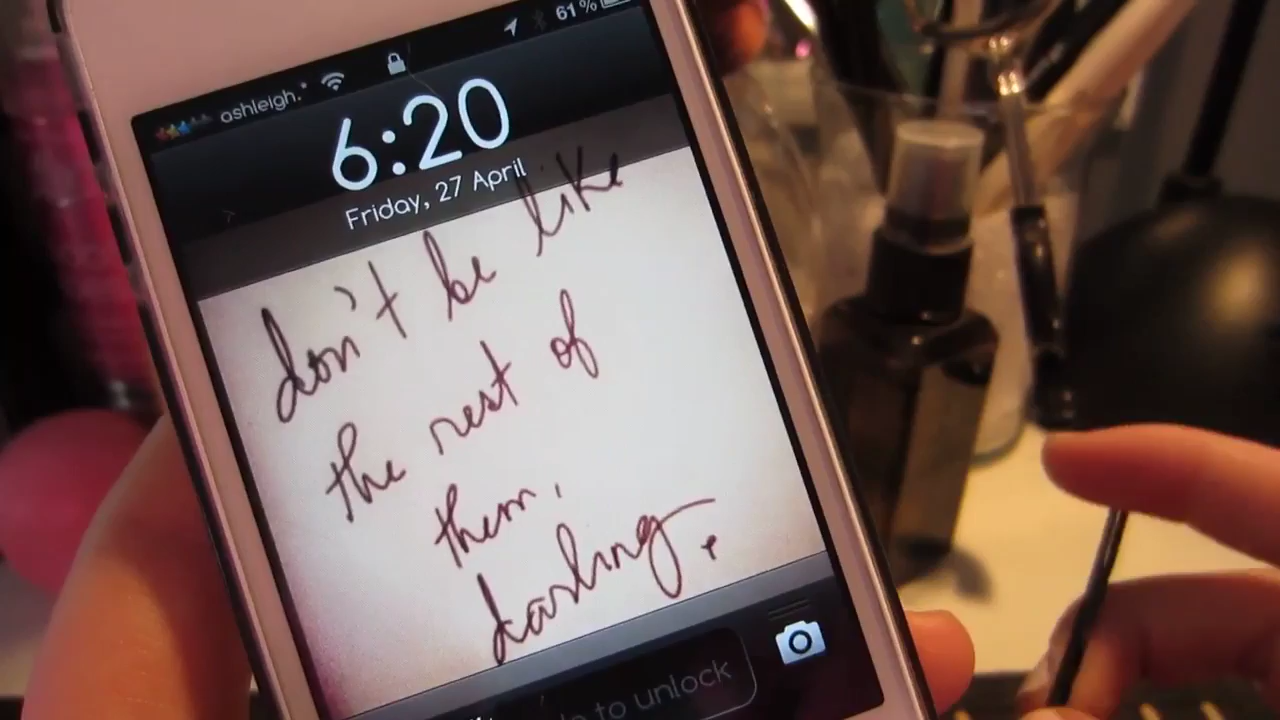 ashleigh.* 61%
6:20
Friday, 27 April
don't be like
the rest of
them,
darling.
to unlock